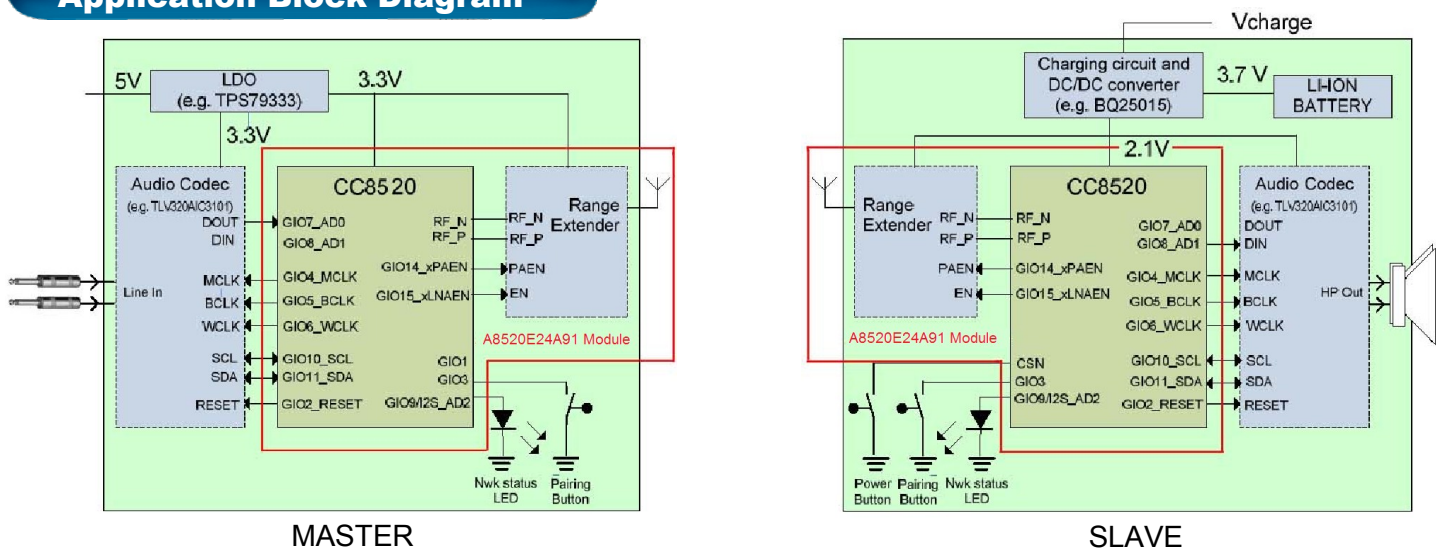 Application Block Diagram
5V
LDO
(e.g. TPS79333)
3.3V
3.3V
Audio Codec
(e.g. TLV320AIC3101)
DOUT
DIN
MCLK
Line In
BCLK
WCLK
SCL
SDA
RESET
CC8520
GIO7_AD0
GIO8_AD1
GIO4_MCLK
GIO5_BCLK
GIO6_WCLK
GIO10_SCL
GIO11_SDA
GIO2_RESET
RF_N
RF_P
GIO14_xPAEN
GIO15_xLNAEN
GIO1
GIO3
GIO9/I2S_AD2
Range
Extender
RF_N
RF_P
PAEN
EN
A8520E24A91 Module
Nwk status
LED
Pairing
Button
MASTER
Vcharge
Charging circuit and
DC/DC converter
(e.g. BQ25015)
3.7 V
LI-ION
BATTERY
2.1V
Range
Extender
RF_N
RF_P
PAEN
EN
A8520E24A91 Module
CC8520
RF_N
RF_P
GIO14_xPAEN
GIO15_xLNAEN
CSN
GIO3
GIO9/I2S_AD2
GIO7_AD0
GIO8_AD1
GIO4_MCLK
GIO5_BCLK
GIO6_WCLK
GIO10_SCL
GIO11_SDA
GIO2_RESET
Audio Codec
(e.g. TLV320AIC3101)
DOUT
DIN
MCLK
HP Out
BCLK
WCLK
SCL
SDA
RESET
Power
Button
Pairing
Button
Nwk status
LED
SLAVE